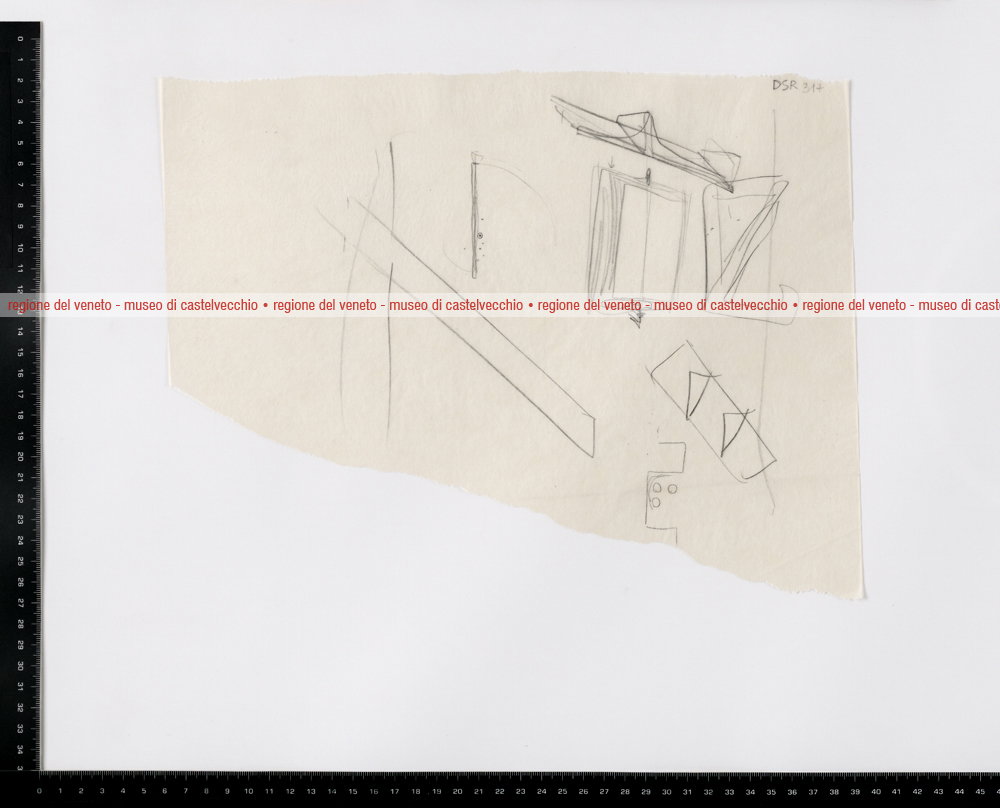 DSR 317
regione del veneto - museo di castelvecchio • regione del veneto - museo di castelvecchio • regione del veneto - museo di castelvecchio • regione del veneto - museo di cast
0 1 2 3 4 5 6 7 8 9 10 11 12 13 14 15 16 17 18 19 20 21 22 23 24 25 26 27 28 29 30 31 32 33 34 3
0 1 2 3 4 5 6 7 8 9 10 11 12 13 14 15 16 17 18 19 20 21 22 23 24 25 26 27 28 29 30 31 32 33 34 35 36 37 38 39 40 41 42 43 44 45